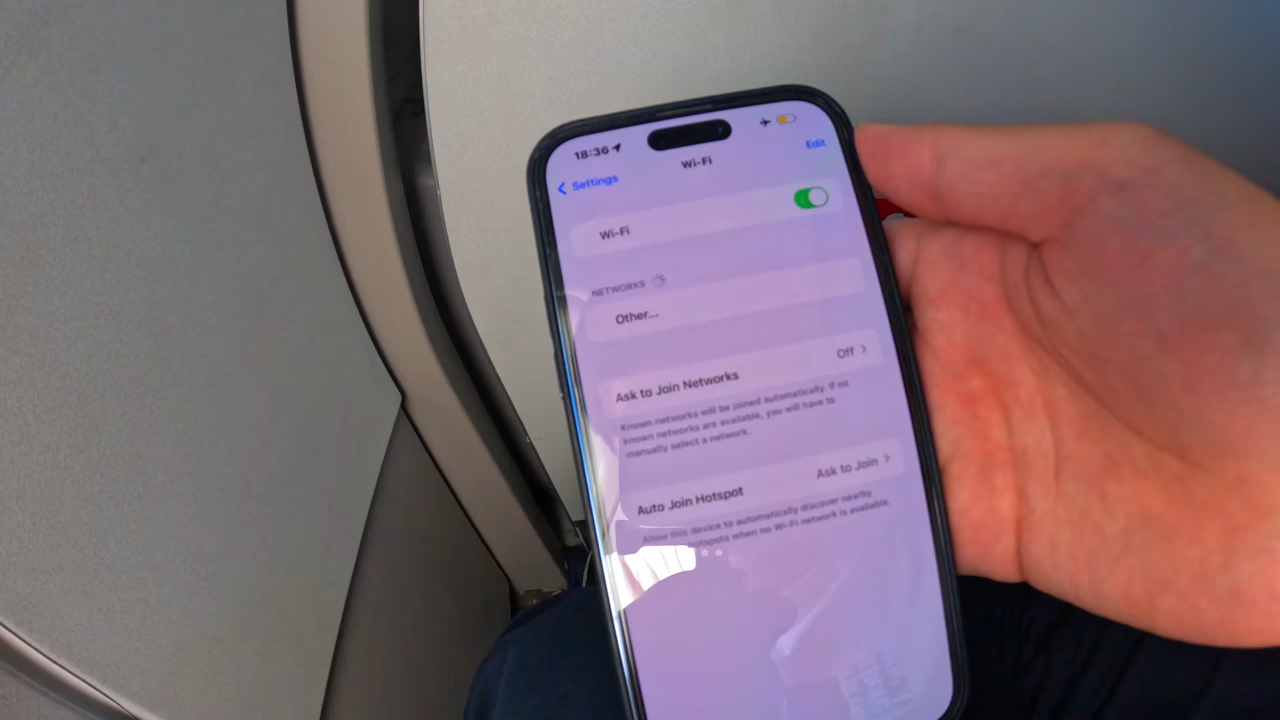 18:36
Settings
Wi-Fi
Edit
Wi-Fi
NETWORKS
Other...
Ask to Join Networks
Off
Known networks will be joined automatically. If no
known networks are available, you will have to
manually select a network.
Auto Join Hotspot
Ask to Join
Allow this device to automatically discover nearby
hotspots when no Wi-Fi network is available.